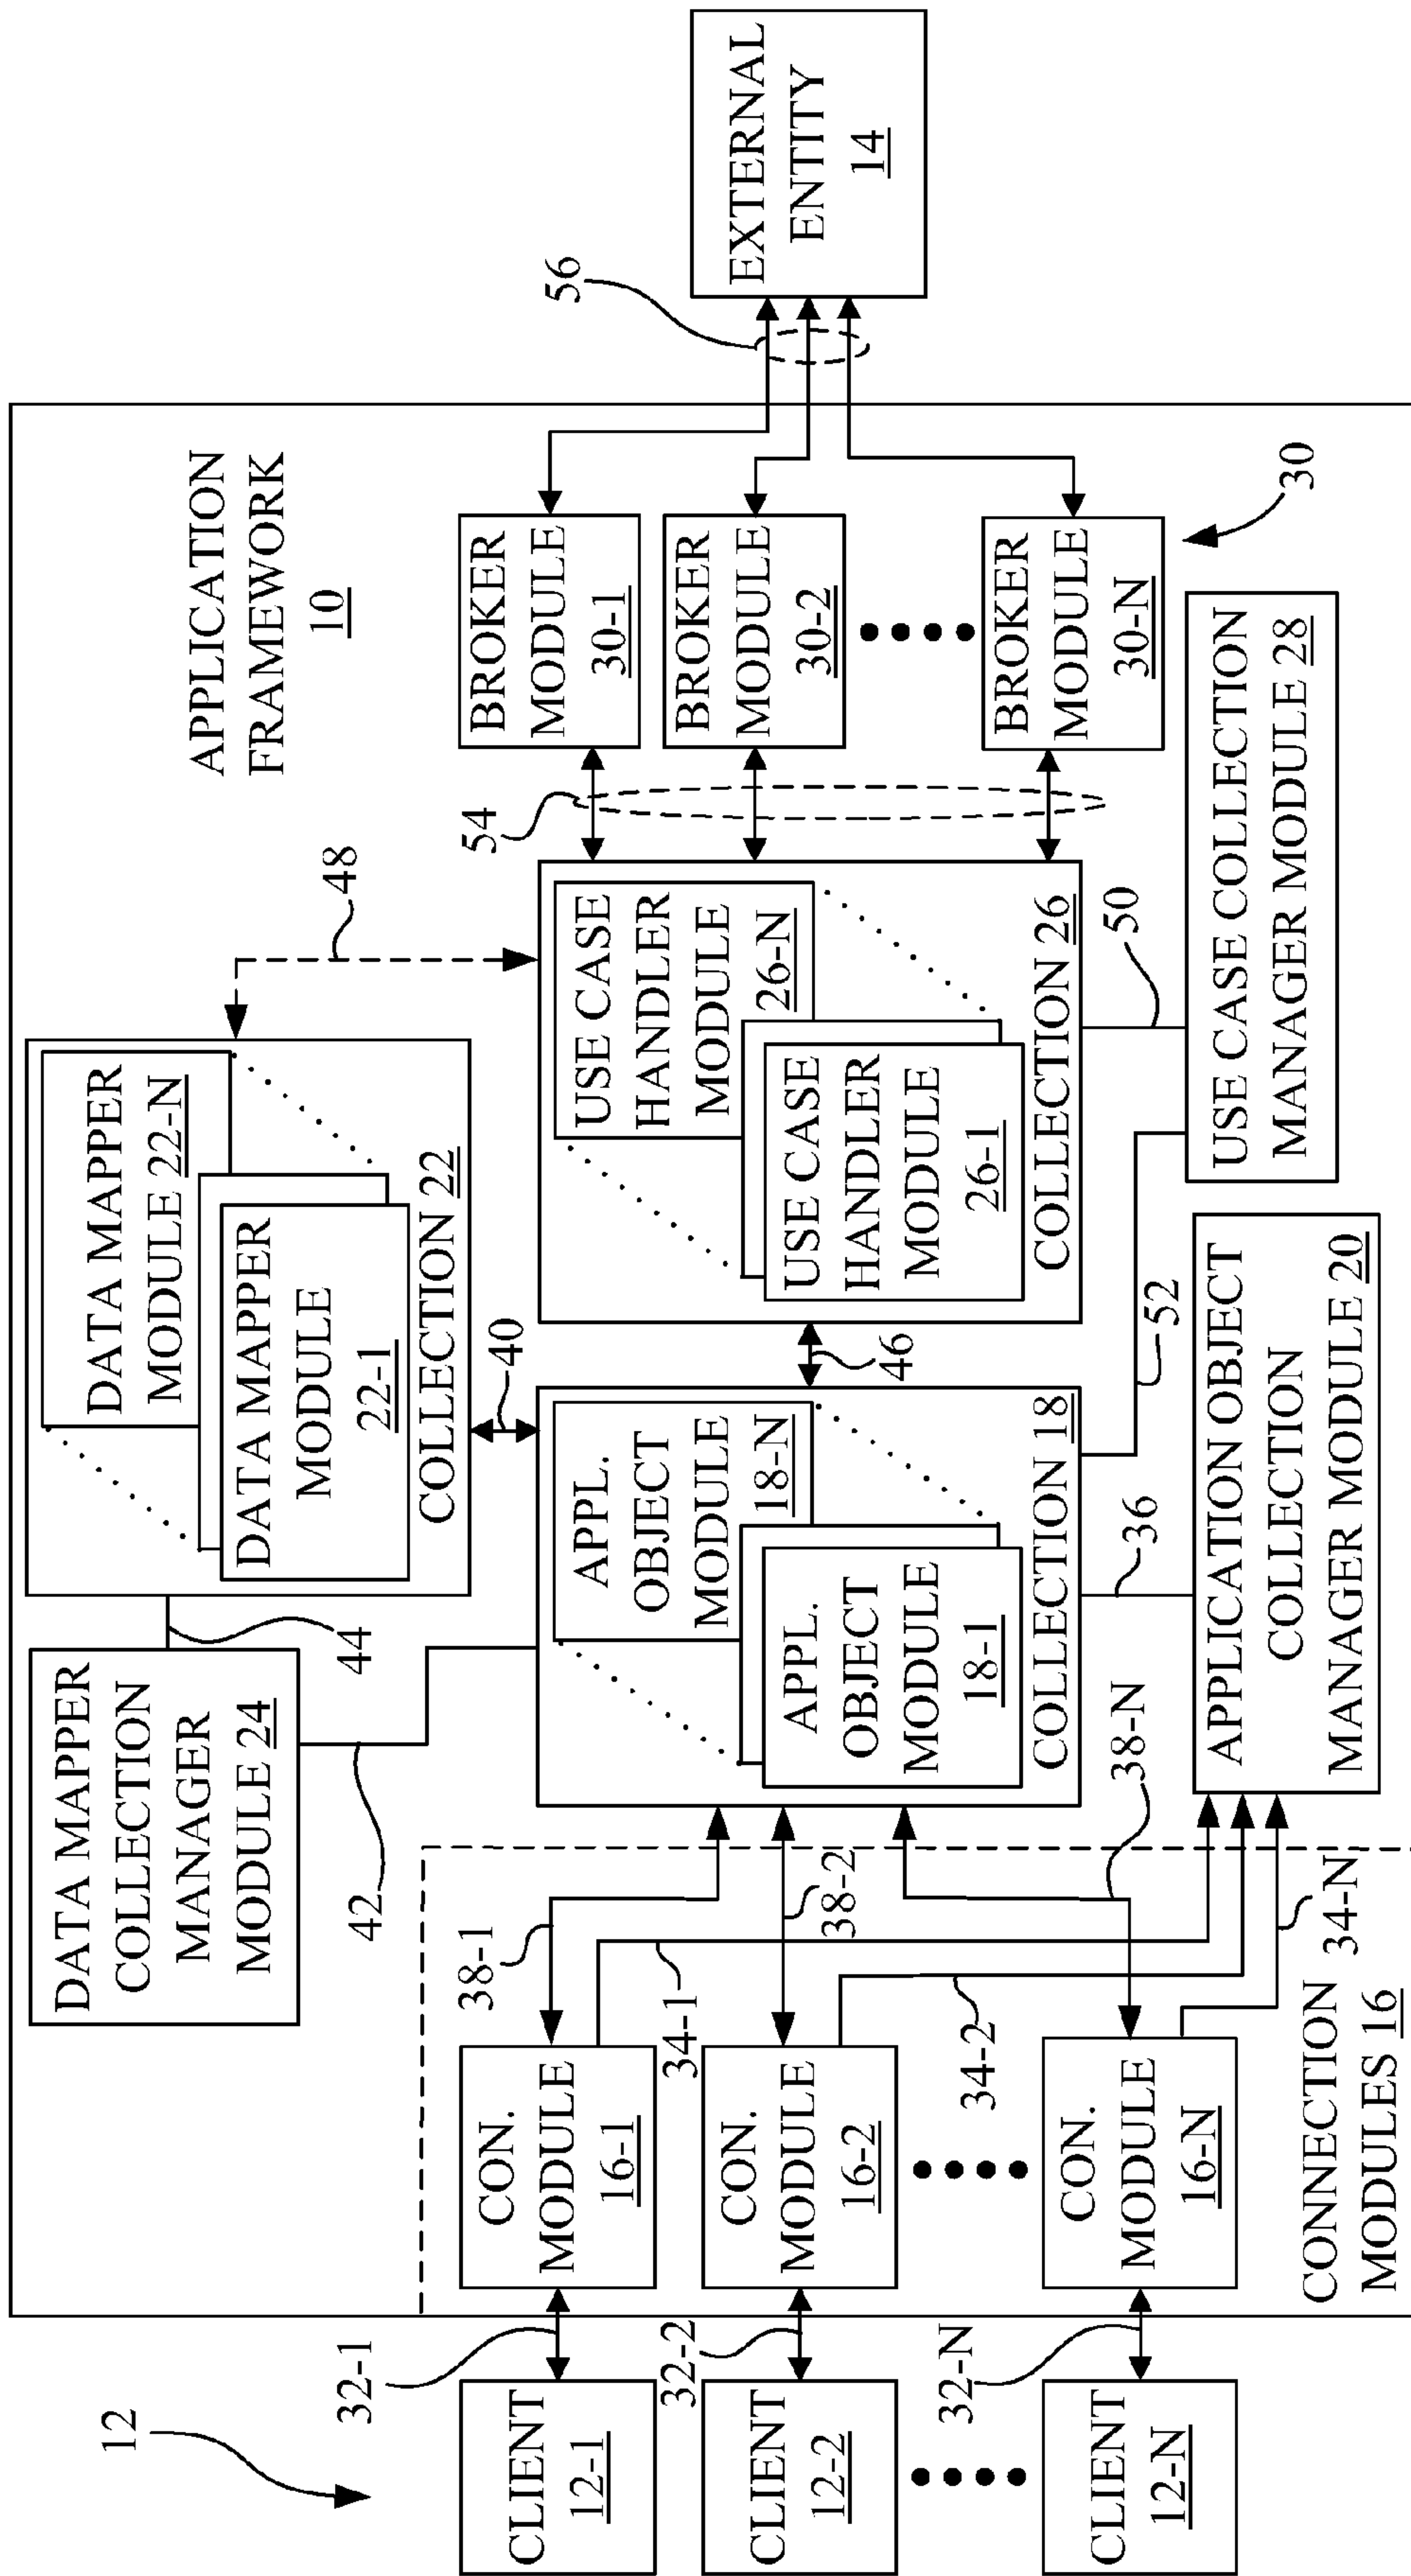 APPLICATION
FRAMEWORK
10
12
CLIENT
12-1
CLIENT
12-2
CLIENT
12-N
32-1
32-2
32-N
CON.
MODULE
16-1
CON.
MODULE
16-2
CON.
MODULE
16-N
CONNECTION
MODULES 16
38-1
38-2
38-N
34-1
34-2
34-N
DATA MAPPER
COLLECTION
MANAGER
MODULE 24
42
44
DATA MAPPER
MODULE 22-N
DATA MAPPER
MODULE
22-1
COLLECTION 22
40
48
APPL.
OBJECT
MODULE
18-N
APPL.
OBJECT
MODULE
18-1
COLLECTION 18
36
46
52
APPLICATION OBJECT
COLLECTION
MANAGER MODULE 20
USE CASE
HANDLER
MODULE
26-N
USE CASE
HANDLER
MODULE
26-1
COLLECTION 26
50
USE CASE COLLECTION
MANAGER MODULE 28
54
BROKER
MODULE
30-1
BROKER
MODULE
30-2
BROKER
MODULE
30-N
30
56
EXTERNAL
ENTITY
14